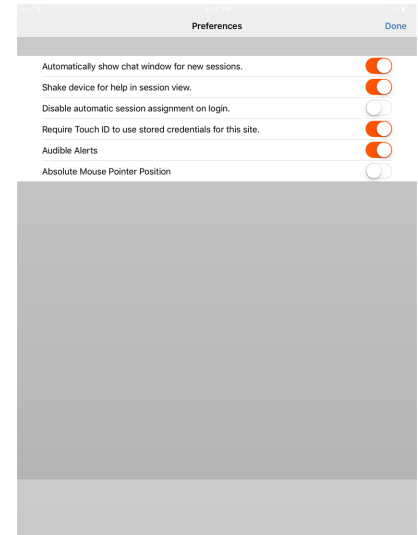 Preferences
Done
Automatically show chat window for new sessions.
Shake device for help in session view.
Disable automatic session assignment on login.
Require Touch ID to use stored credentials for this site.
Audible Alerts
Absolute Mouse Pointer Position